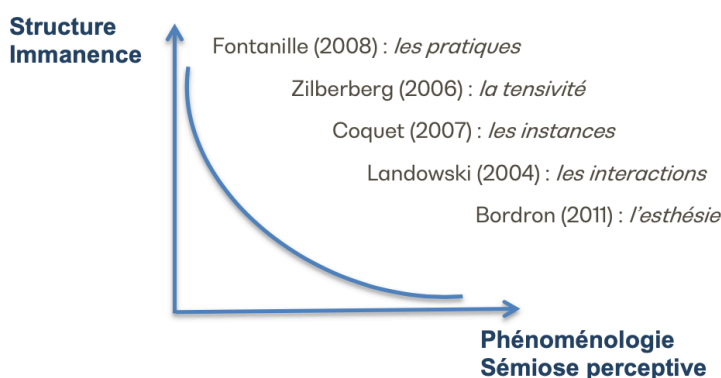 Structure
Immanence
Fontanille (2008) : les pratiques
Zilberberg (2006) : la tensivité
Coquet (2007) : les instances
Landowski (2004) : les interactions
Bordron (2011) : l'esthésie
Phénoménologie
Sémiose perceptive